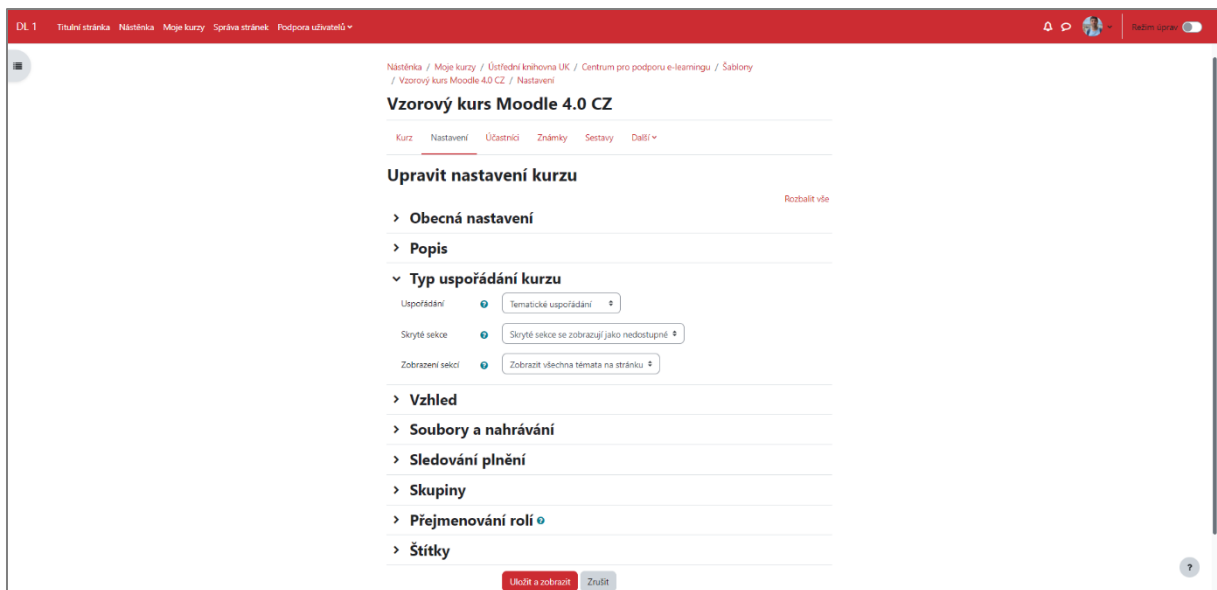 DL 1 Titulní stránka Nástěnka Moje kurzy Správa stránek Podpora uživatelů Režim úprav
Nástěnka / Moje kurzy / Ústřední knihovna UK / Centrum pro podporu e-learningu / Šablony
/ Vzorový kurs Moodle 4.0 CZ / Nastavení
Vzorový kurs Moodle 4.0 CZ
Kurz Nastavení Účastníci Známky Sestavy Další
Upravit nastavení kurzu
Rozbalit vše
Obecná nastavení
Popis
Typ uspořádání kurzu
Uspořádání ? Tematické uspořádání
Skryté sekce ? Skryté sekce se zobrazují jako nedostupné
Zobrazení sekcí ? Zobrazit všechna témata na stránku
Vzhled
Soubory a nahrávání
Sledování plnění
Skupiny
Přejmenování rolí ?
Štítky
?
Uložit a zobrazit Zrušit